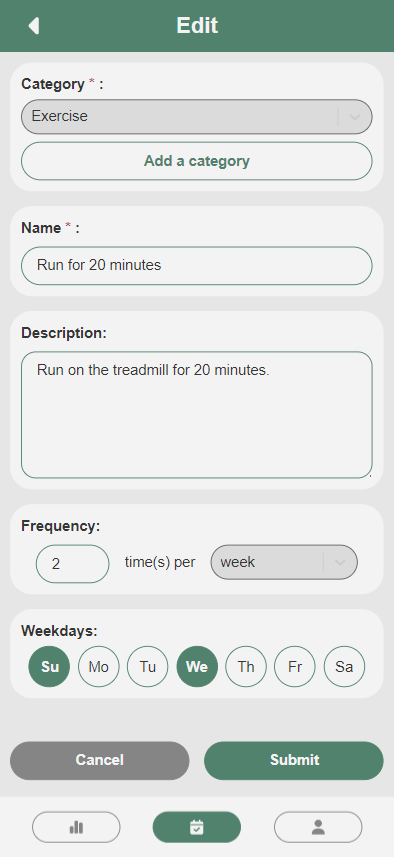 Edit
Category * :
Exercise
Add a category
Name * :
Run for 20 minutes
Description:
Run on the treadmill for 20 minutes.
Frequency:
2 time(s) per week
Weekdays:
Su Mo Tu We Th Fr Sa
Cancel Submit